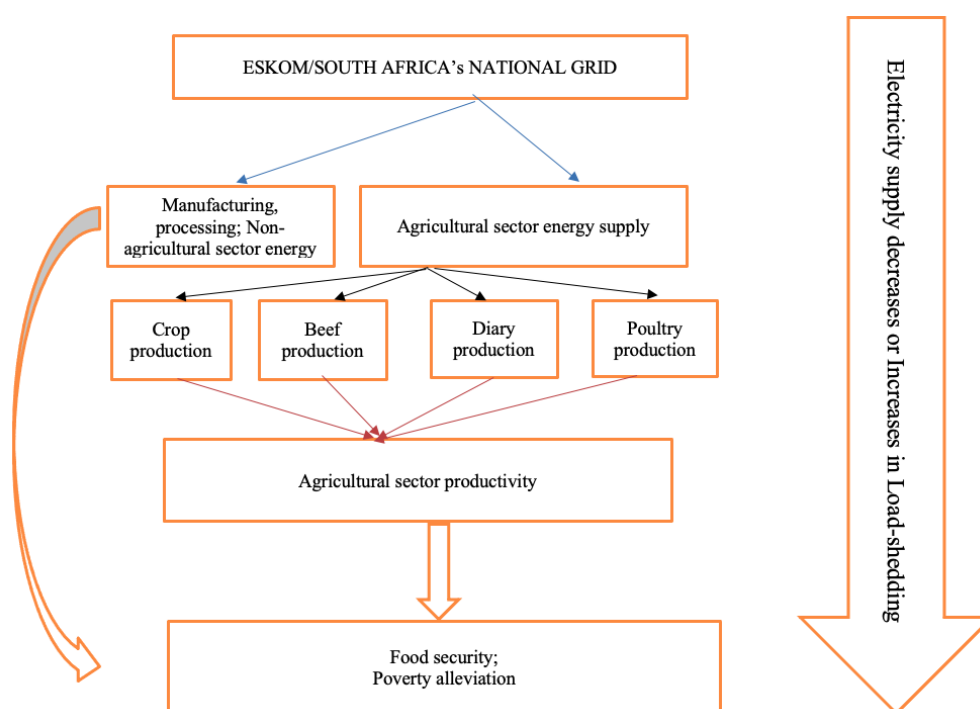 ESKOM/SOUTH AFRICA's NATIONAL GRID
Manufacturing,
processing; Non-
agricultural sector energy
Agricultural sector energy supply
Crop
production
Beef
production
Diary
production
Poultry
production
Agricultural sector productivity
Food security;
Poverty alleviation
Electricity supply decreases or Increases in Load-shedding